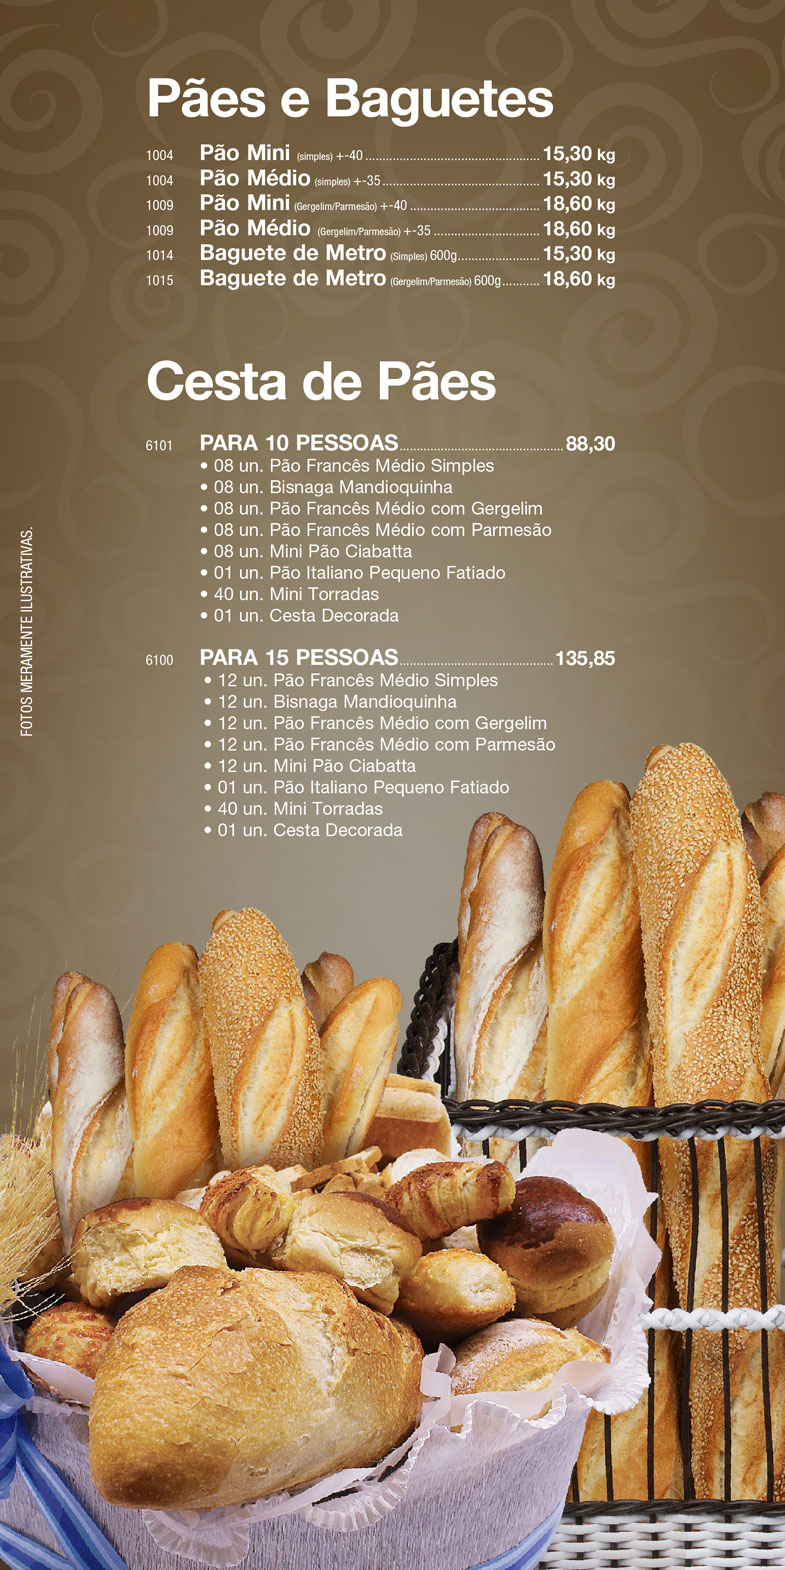 Pães e Baguetes
1004 Pão Mini (simples) +-40 15,30 kg
1004 Pão Médio (simples) +-35 15,30 kg
1009 Pão Mini (Gergelim/Parmesão) +-40 18,60 kg
1009 Pão Médio (Gergelim/Parmesão) +-35 18,60 kg
1014 Baguete de Metro (Simples) 600g 15,30 kg
1015 Baguete de Metro (Gergelim/Parmesão) 600g 18,60 kg
Cesta de Pães
6101 PARA 10 PESSOAS 88,30
• 08 un. Pão Francês Médio Simples
• 08 un. Bisnaga Mandioquinha
• 08 un. Pão Francês Médio com Gergelim
• 08 un. Pão Francês Médio com Parmesão
• 08 un. Mini Pão Ciabatta
• 01 un. Pão Italiano Pequeno Fatiado
• 40 un. Mini Torradas
• 01 un. Cesta Decorada
6100 PARA 15 PESSOAS 135,85
• 12 un. Pão Francês Médio Simples
• 12 un. Bisnaga Mandioquinha
• 12 un. Pão Francês Médio com Gergelim
• 12 un. Pão Francês Médio com Parmesão
• 12 un. Mini Pão Ciabatta
• 01 un. Pão Italiano Pequeno Fatiado
• 40 un. Mini Torradas
• 01 un. Cesta Decorada
FOTOS MERAMENTE ILUSTRATIVAS.